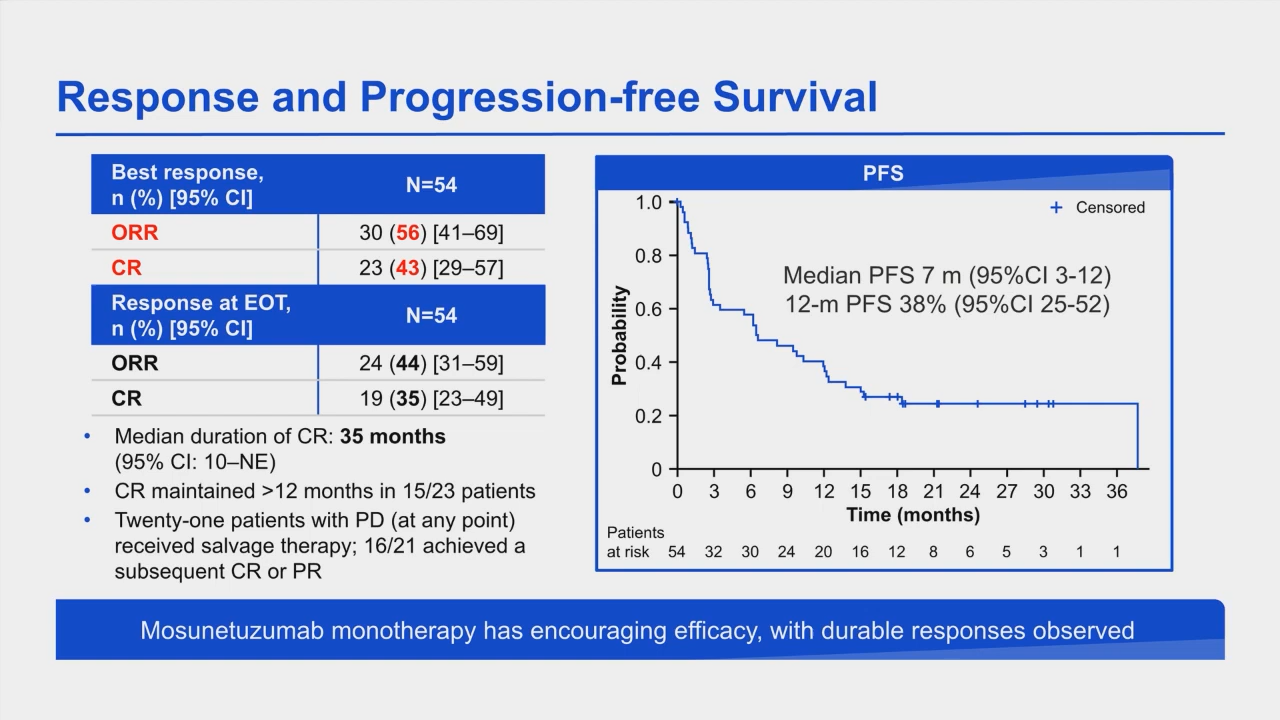 Response and Progression-free Survival
Best response,
n (%) [95% CI]
N=54
ORR
30 (56) [41–69]
CR
23 (43) [29–57]
Response at EOT,
n (%) [95% CI]
N=54
ORR
24 (44) [31–59]
CR
19 (35) [23–49]
• Median duration of CR: 35 months
(95% CI: 10–NE)
• CR maintained >12 months in 15/23 patients
• Twenty-one patients with PD (at any point)
received salvage therapy; 16/21 achieved a
subsequent CR or PR
PFS
+ Censored
Median PFS 7 m (95%CI 3-12)
12-m PFS 38% (95%CI 25-52)
Probability
1.0
0.8
0.6
0.4
0.2
0
0 3 6 9 12 15 18 21 24 27 30 33 36
Time (months)
Patients
at risk 54 32 30 24 20 16 12 8 6 5 3 1 1
Mosunetuzumab monotherapy has encouraging efficacy, with durable responses observed